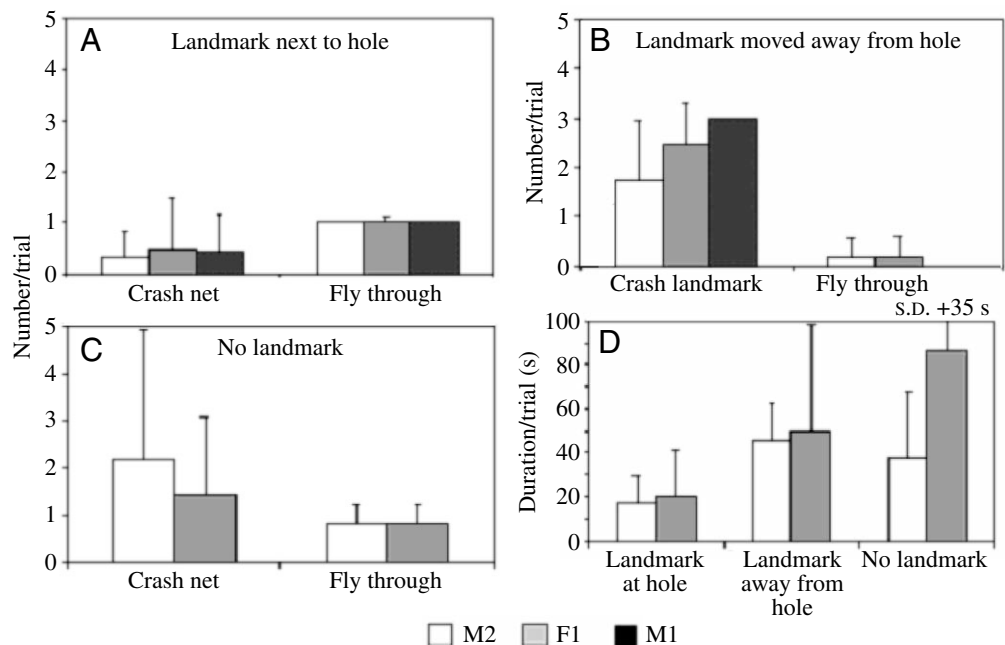 A
Landmark next to hole
5
4
3
2
1
0
Crash net
Fly through
B
Landmark moved away from hole
Number/trial
5
4
3
2
1
0
Crash landmark
Fly through
Number/trial
C
No landmark
5
4
3
2
1
0
Crash net
Fly through
S.D. +35 s
D
Duration/trial (s)
100
80
60
40
20
0
Landmark
at hole
Landmark
away from
hole
No landmark
M2 F1 M1